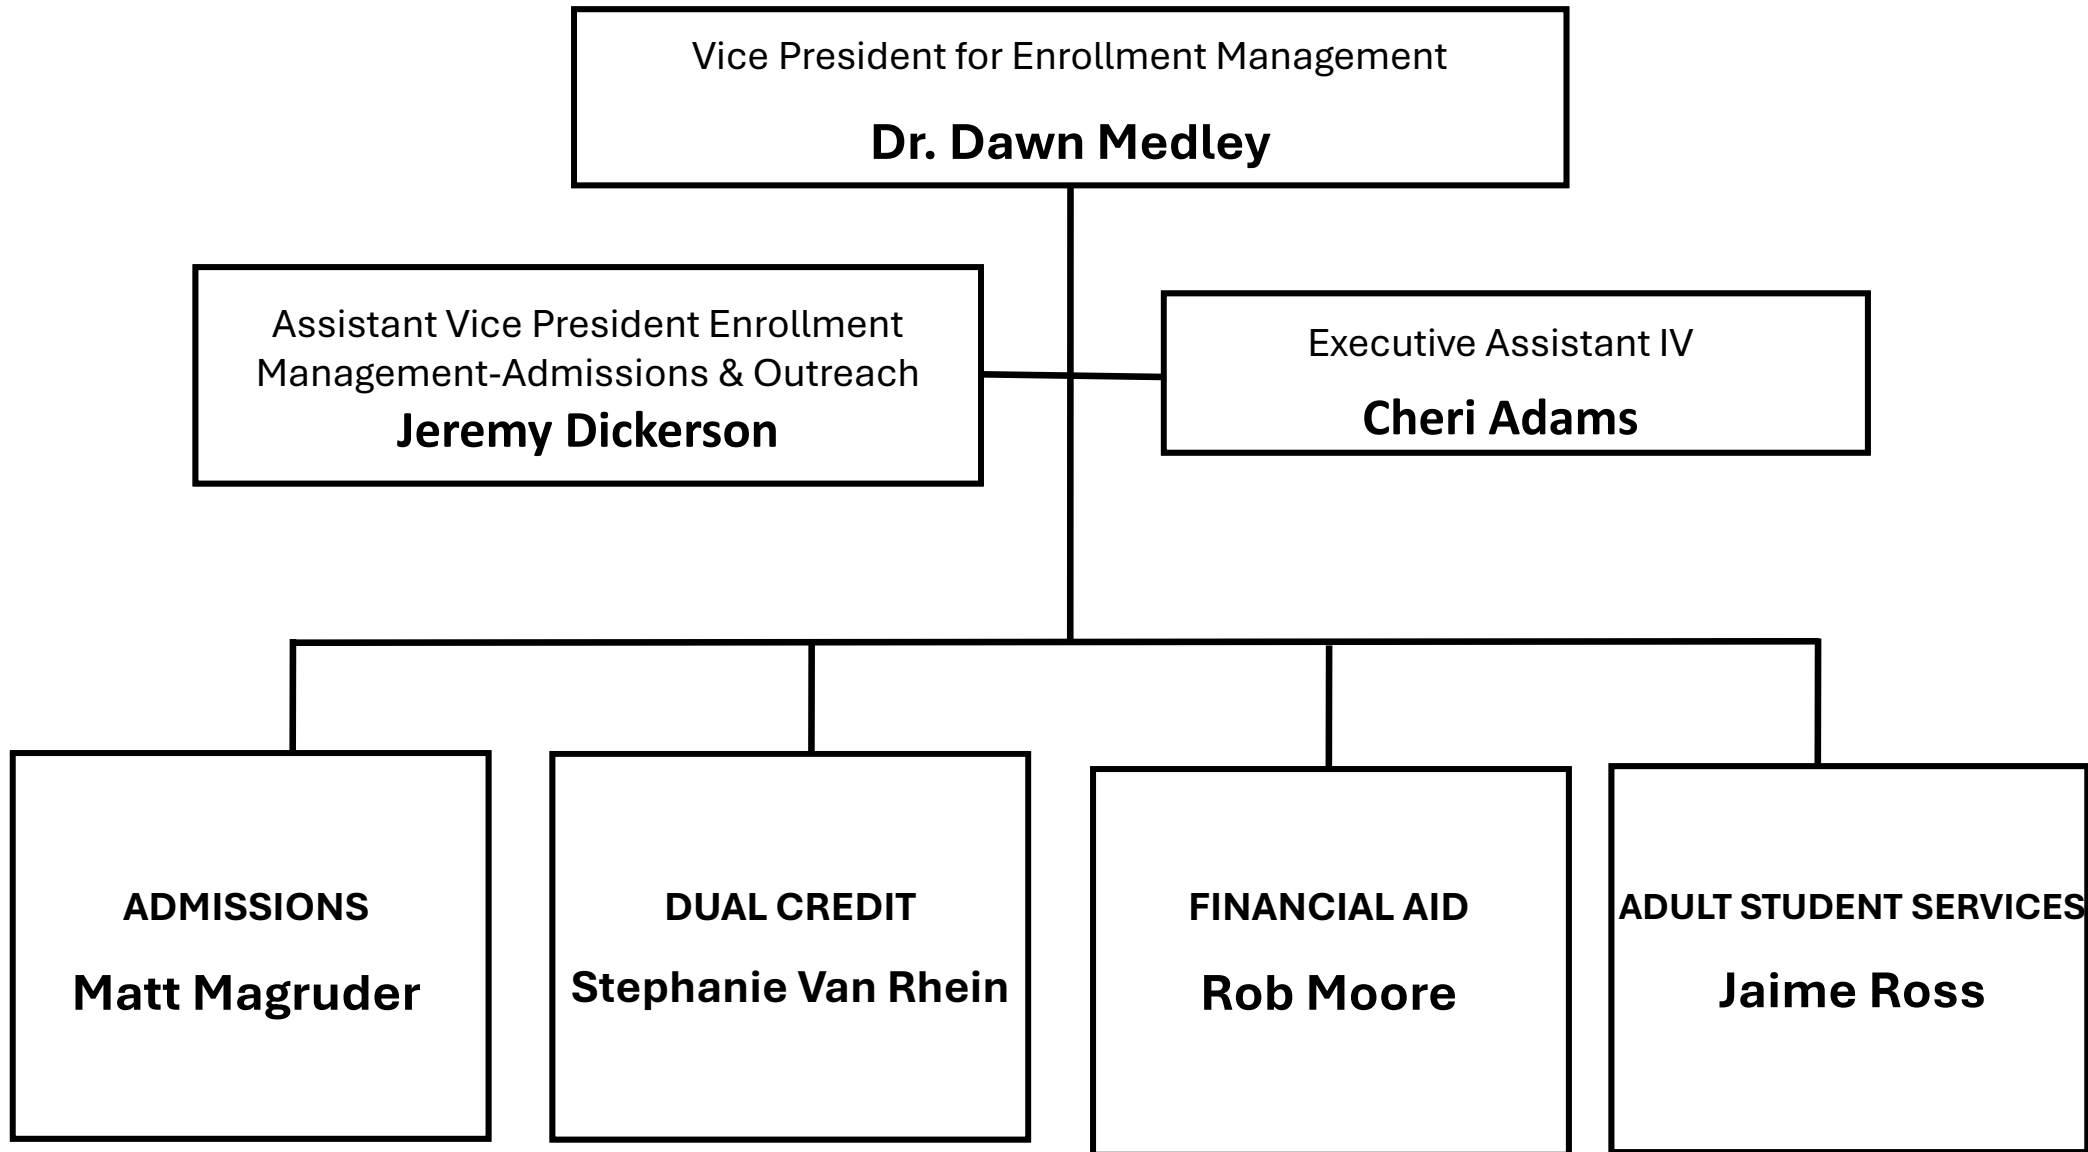 Vice President for Enrollment Management
Dr. Dawn Medley
Assistant Vice President Enrollment
Management-Admissions & Outreach
Jeremy Dickerson
Executive Assistant IV
Cheri Adams
ADMISSIONS
Matt Magruder
DUAL CREDIT
Stephanie Van Rhein
FINANCIAL AID
Rob Moore
ADULT STUDENT SERVICES
Jaime Ross